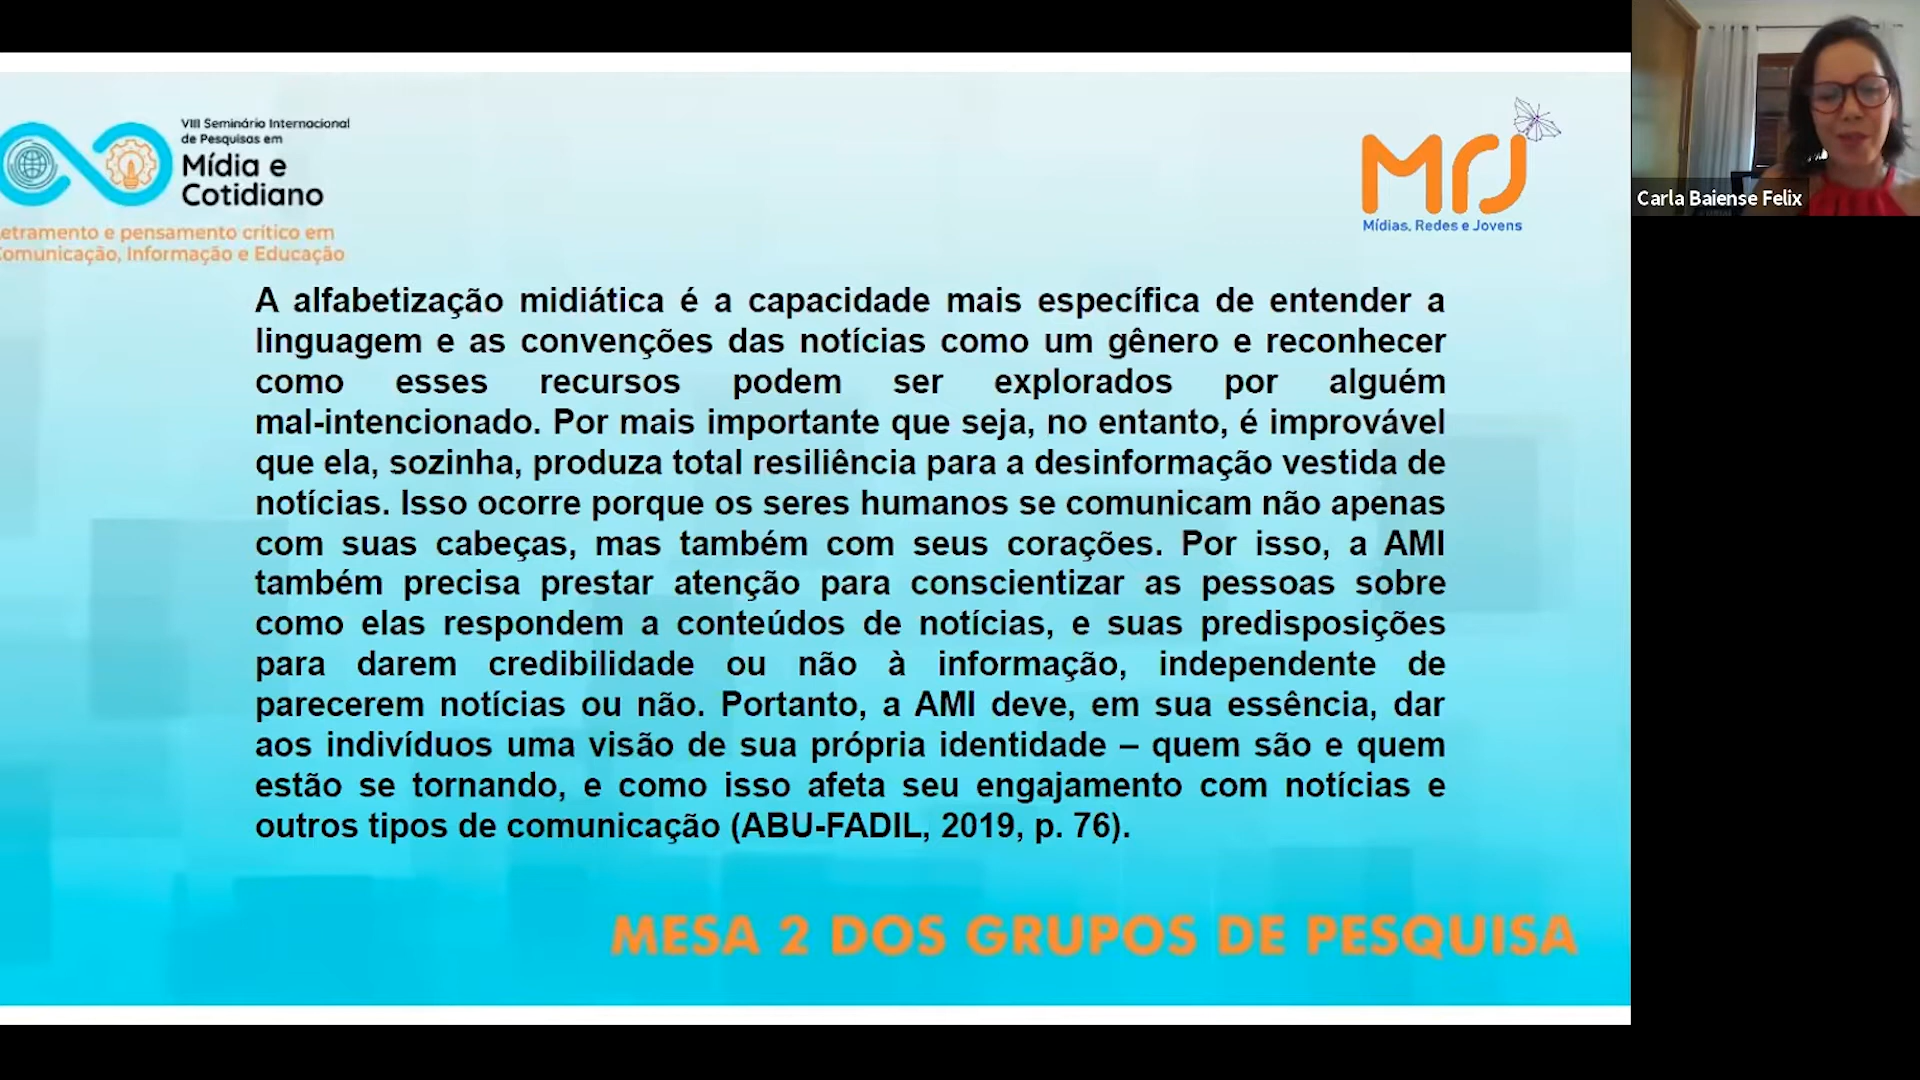 VIII Seminário Internacional
de Pesquisas em
Mídia e
Cotidiano
etramento e pensamento crítico em
omunicação, Informação e Educação
MRJ
Mídias, Redes e Jovens
Carla Baiense Felix
A alfabetização midiática é a capacidade mais específica de entender a
linguagem e as convenções das notícias como um gênero e reconhecer
como esses recursos podem ser explorados por alguém
mal-intencionado. Por mais importante que seja, no entanto, é improvável
que ela, sozinha, produza total resiliência para a desinformação vestida de
notícias. Isso ocorre porque os seres humanos se comunicam não apenas
com suas cabeças, mas também com seus corações. Por isso, a AMI
também precisa prestar atenção para conscientizar as pessoas sobre
como elas respondem a conteúdos de notícias, e suas predisposições
para darem credibilidade ou não à informação, independente de
parecerem notícias ou não. Portanto, a AMI deve, em sua essência, dar
aos indivíduos uma visão de sua própria identidade – quem são e quem
estão se tornando, e como isso afeta seu engajamento com notícias e
outros tipos de comunicação (ABU-FADIL, 2019, p. 76).
MESA 2 DOS GRUPOS DE PESQUISA